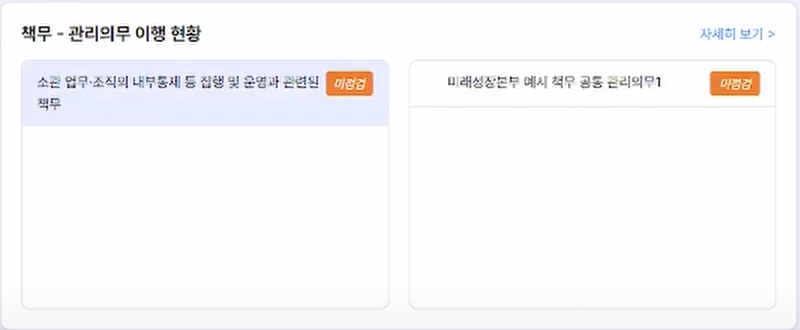 책무 - 관리의무 이행 현황
자세히 보기 >
소관 업무·조직의 내부통제 등 집행 및 운영과 관련된
책무
미점검
미래성장본부 예시 책무 공통 관리의무1
미점검